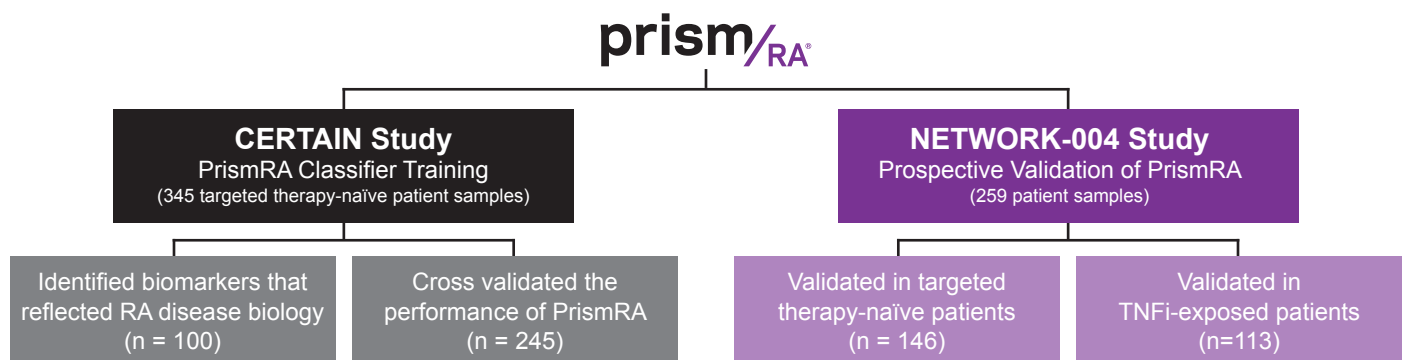 prism/RA®
CERTAIN Study
PrismRA Classifier Training
(345 targeted therapy-naïve patient samples)
NETWORK-004 Study
Prospective Validation of PrismRA
(259 patient samples)
Identified biomarkers that
reflected RA disease biology
(n = 100)
Cross validated the
performance of PrismRA
(n = 245)
Validated in targeted
therapy-naïve patients
(n = 146)
Validated in
TNFi-exposed patients
(n=113)